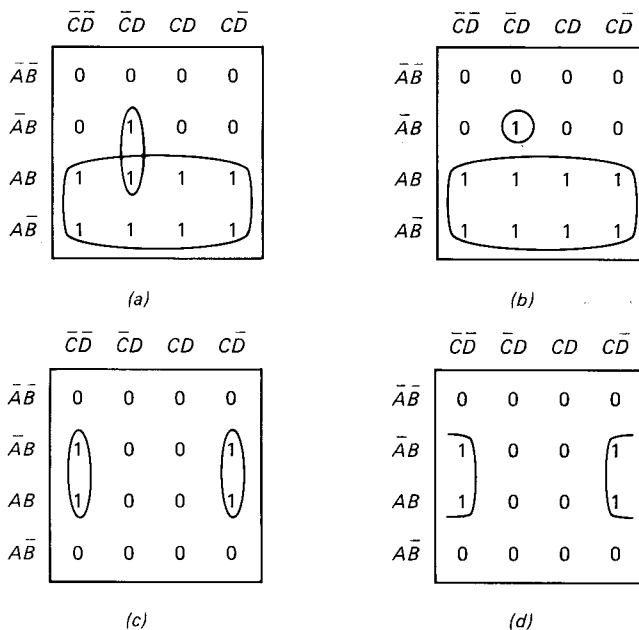 C̄D̄ C̄D CD CD̄
ĀB̄ 0 0 0 0
ĀB 0 1 0 0
AB 1 1 1 1
AB̄ 1 1 1 1
(a)
C̄D̄ C̄D CD CD̄
ĀB̄ 0 0 0 0
ĀB 0 1 0 0
AB 1 1 1 1
AB̄ 1 1 1 1
(b)
C̄D̄ C̄D CD CD̄
ĀB̄ 0 0 0 0
ĀB 1 0 0 1
AB 1 0 0 1
AB̄ 0 0 0 0
(c)
C̄D̄ C̄D CD CD̄
ĀB̄ 0 0 0 0
ĀB 1 0 0 1
AB 1 0 0 1
AB̄ 0 0 0 0
(d)